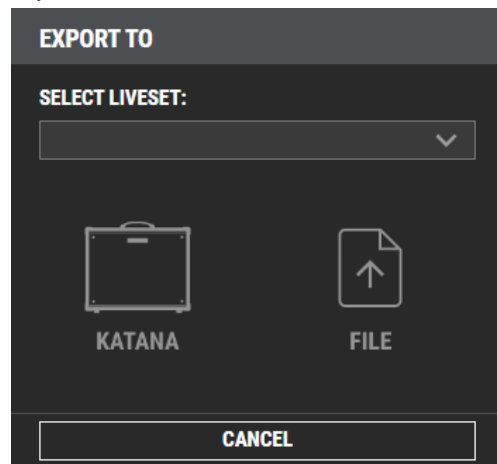 EXPORT TO
SELECT LIVESET:
KATANA
FILE
CANCEL